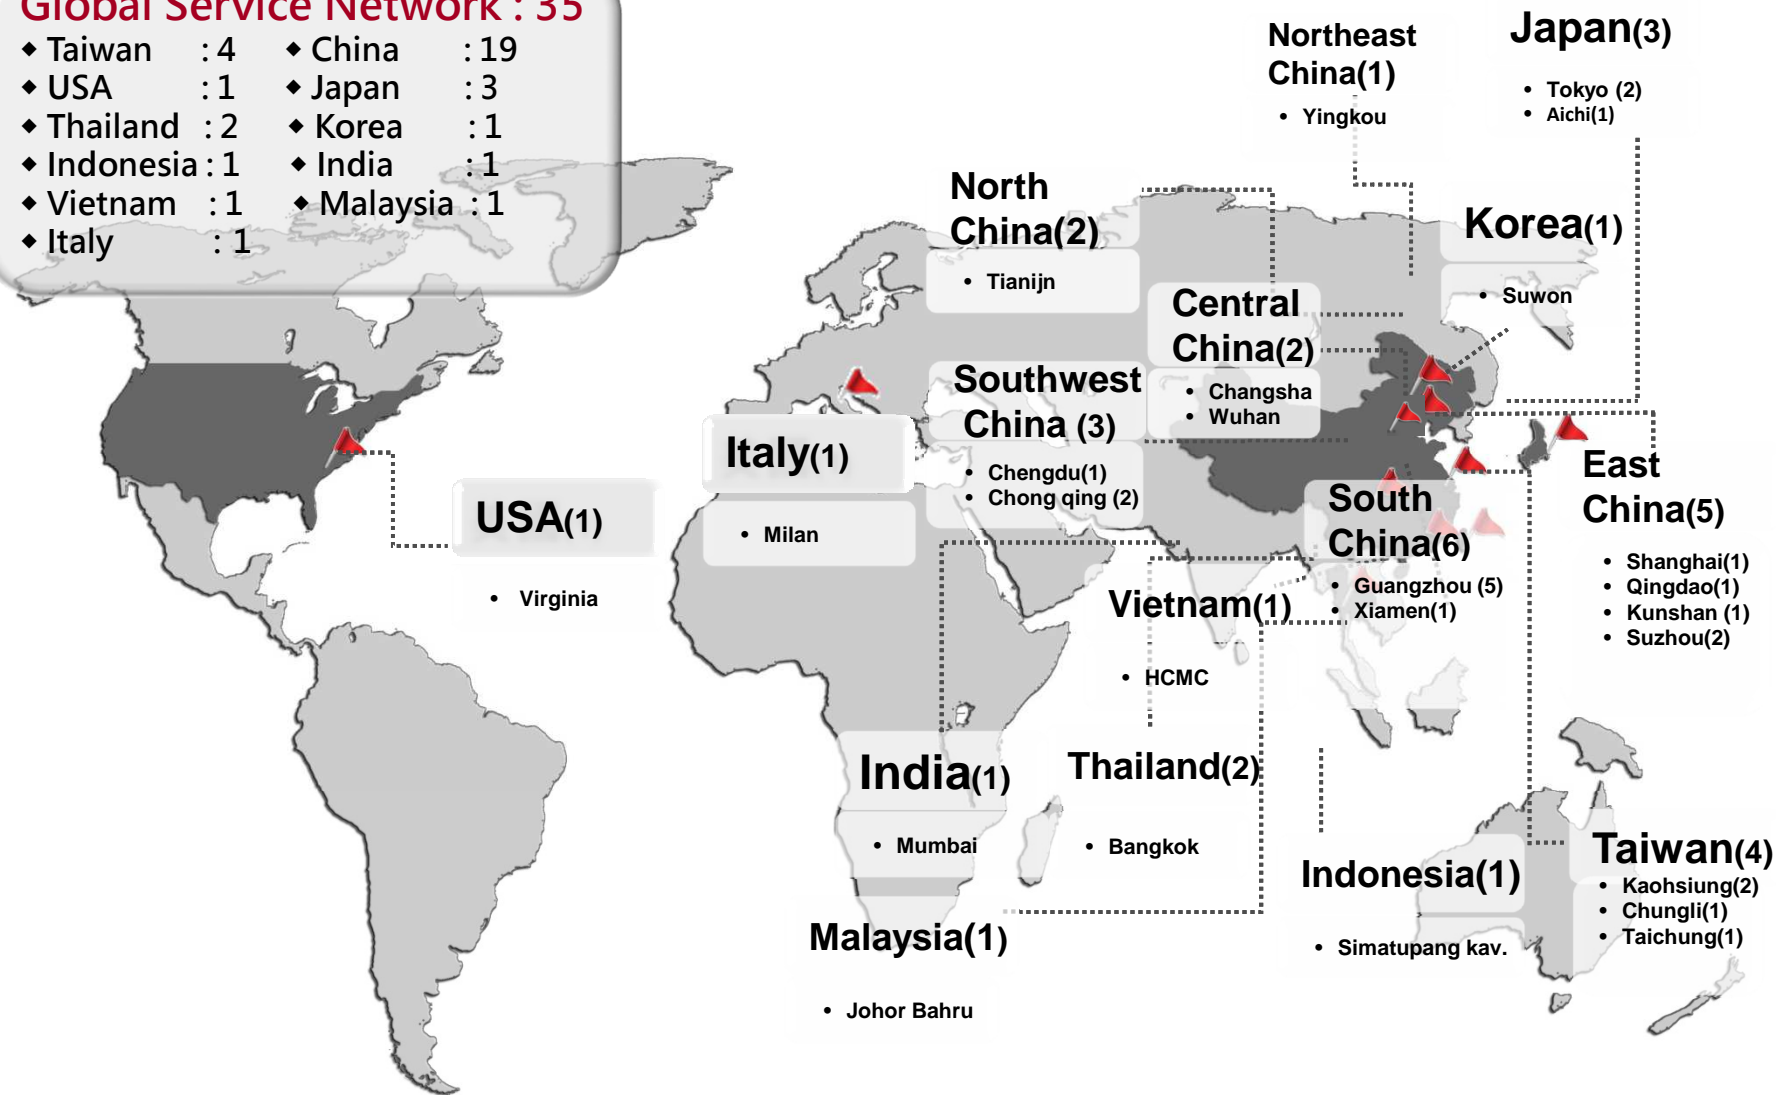 Global Service Network : 35
◆ Taiwan : 4 ◆ China : 19
◆ USA : 1 ◆ Japan : 3
◆ Thailand : 2 ◆ Korea : 1
◆ Indonesia : 1 ◆ India : 1
◆ Vietnam : 1 ◆ Malaysia : 1
◆ Italy : 1
Northeast
China(1)
• Yingkou
Japan(3)
• Tokyo (2)
• Aichi(1)
North
China(2)
• Tianijn
Korea(1)
• Suwon
Central
China(2)
• Changsha
• Wuhan
Southwest
China (3)
• Chengdu(1)
• Chong qing (2)
Italy(1)
• Milan
USA(1)
• Virginia
South
China(6)
• Guangzhou (5)
• Xiamen(1)
East
China(5)
• Shanghai(1)
• Qingdao(1)
• Kunshan (1)
• Suzhou(2)
Vietnam(1)
• HCMC
India(1)
• Mumbai
Thailand(2)
• Bangkok
Malaysia(1)
• Johor Bahru
Indonesia(1)
• Simatupang kav.
Taiwan(4)
• Kaohsiung(2)
• Chungli(1)
• Taichung(1)